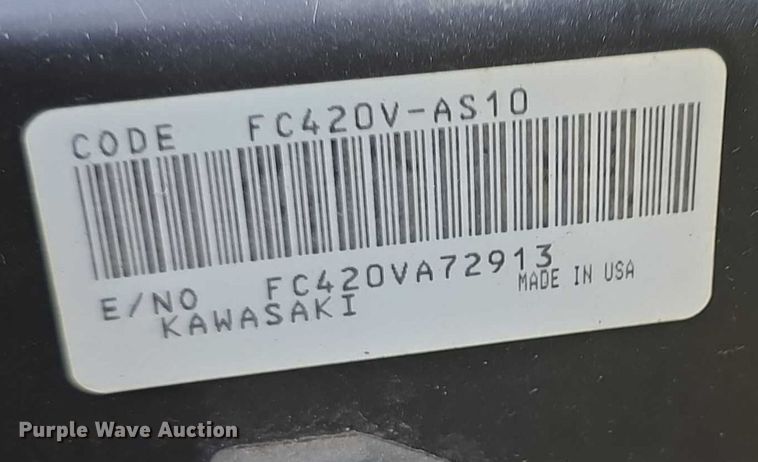 CODE FC420V-AS10
E/NO FC420VA72913
KAWASAKI MADE IN USA
Purple Wave Auction